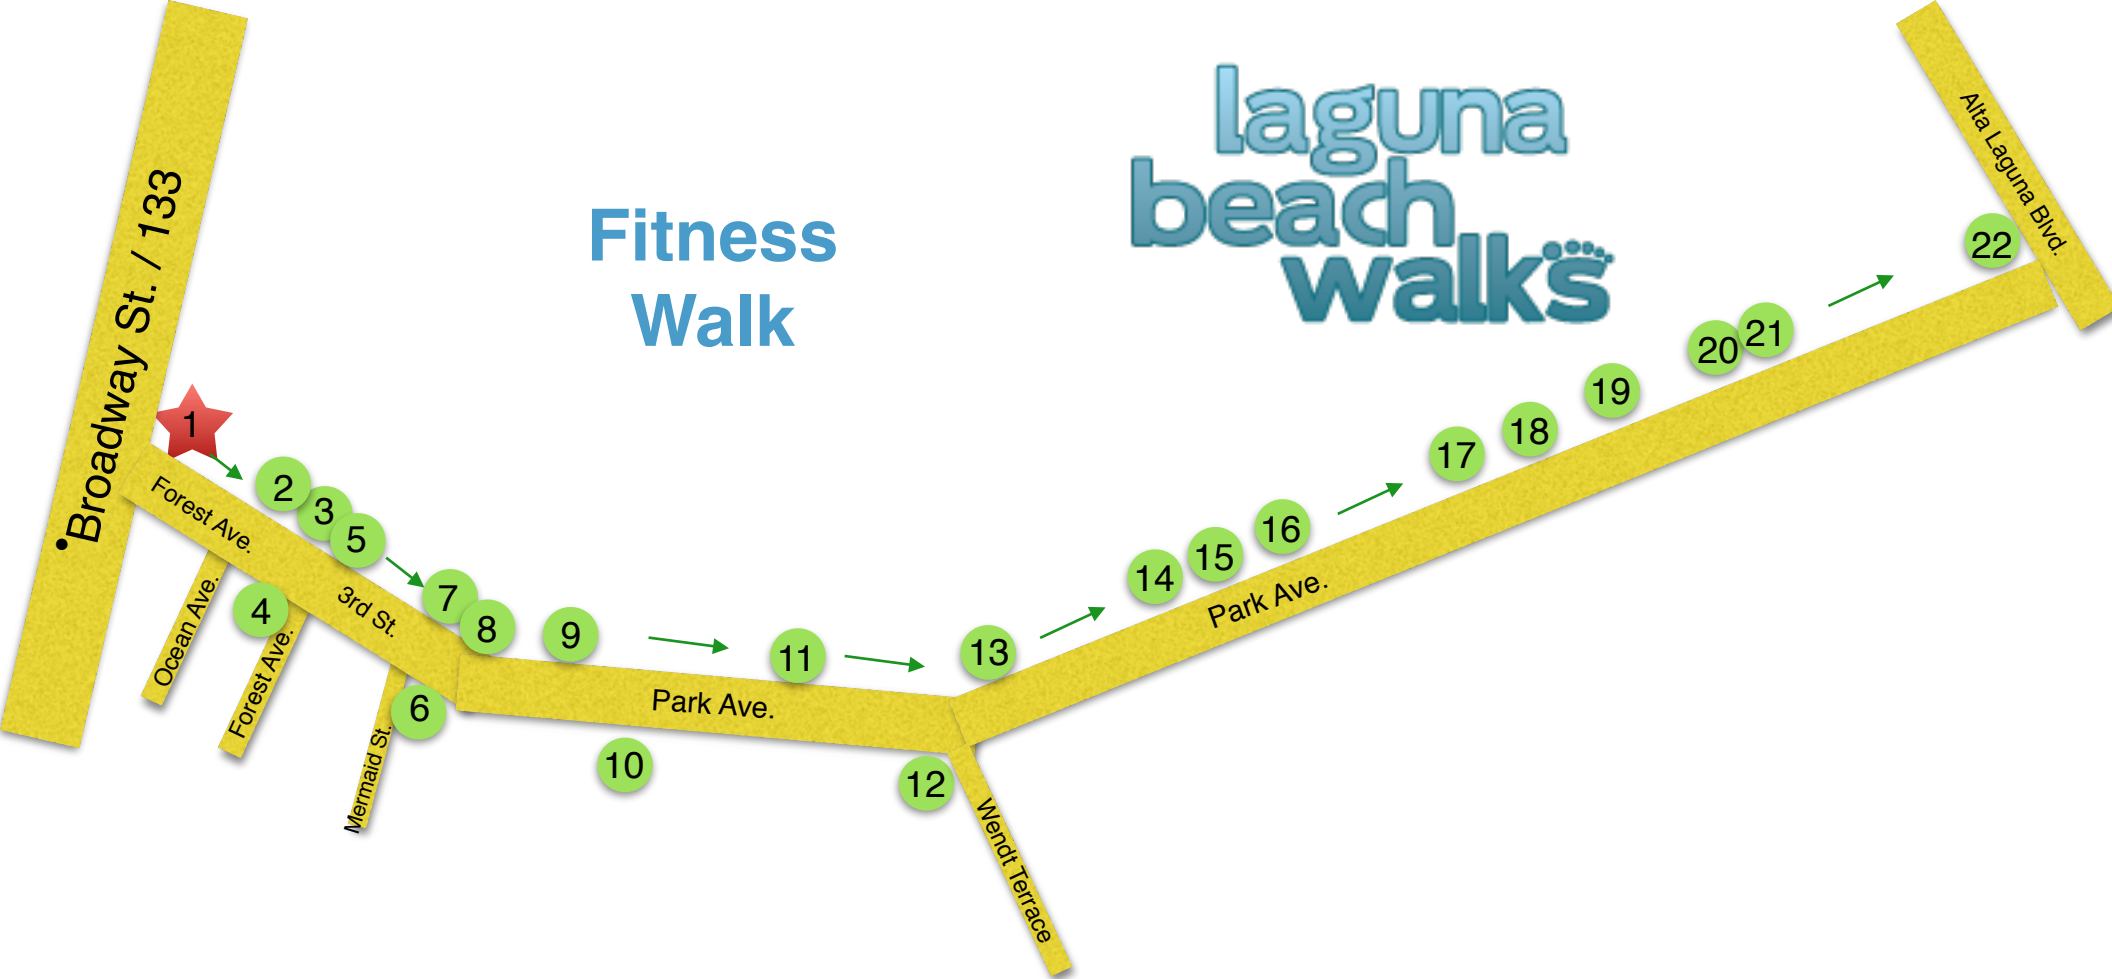 laguna
beach
walks
Fitness
Walk
•Broadway St. / 133
Alta Laguna Blvd.
1
2
3
5
Forest Ave.
3rd St.
4
Ocean Ave.
Forest Ave.
6
Mermaid St.
7
8
9
10
11
Park Ave.
12
13
Wendt Terrace
14
15
16
Park Ave.
17
18
19
20
21
22